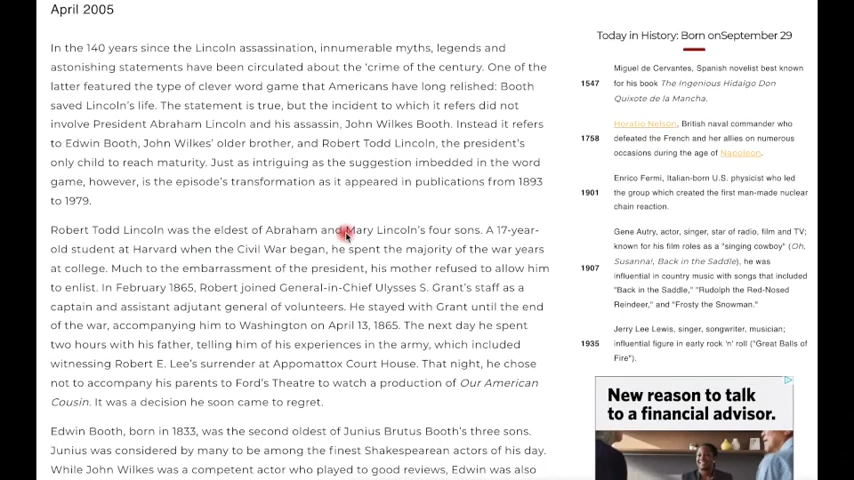 April 2005
In the 140 years since the Lincoln assassination, innumerable myths, legends and
astonishing statements have been circulated about the 'crime of the century. One of the
latter featured the type of clever word game that Americans have long relished: Booth
saved Lincoln's life. The statement is true, but the incident to which it refers did not
involve President Abraham Lincoln and his assassin, John Wilkes Booth. Instead it refers
to Edwin Booth, John Wilkes' older brother, and Robert Todd Lincoln, the president's
only child to reach maturity. Just as intriguing as the suggestion imbedded in the word
game, however, is the episode's transformation as it appeared in publications from 1893
to 1979.
Robert Todd Lincoln was the eldest of Abraham and Mary Lincoln's four sons. A 17-year-
old student at Harvard when the Civil War began, he spent the majority of the war years
at college. Much to the embarrassment of the president, his mother refused to allow him
to enlist. In February 1865, Robert joined General-in-Chief Ulysses S. Grant's staff as a
captain and assistant adjutant general of volunteers. He stayed with Grant until the end
of the war, accompanying him to Washington on April 13, 1865. The next day he spent
two hours with his father, telling him of his experiences in the army, which included
witnessing Robert E. Lee's surrender at Appomattox Court House. That night, he chose
not to accompany his parents to Ford's Theatre to watch a production of Our American
Cousin. It was a decision he soon came to regret.
Edwin Booth, born in 1833, was the second oldest of Junius Brutus Booth's three sons.
Junius was considered by many to be among the finest Shakespearean actors of his day.
While John Wilkes was a competent actor who played to good reviews, Edwin was also
Today in History: Born onSeptember 29
1547
Miguel de Cervantes, Spanish novelist best known
for his book The Ingenious Hidalgo Don
Quixote de la Mancha.
1758
Horatio Nelson, British naval commander who
defeated the French and her allies on numerous
occasions during the age of Napoleon.
1901
Enrico Fermi, Italian-born U.S. physicist who led
the group which created the first man-made nuclear
chain reaction.
1907
Gene Autry, actor, singer, star of radio, film and TV;
known for his film roles as a "singing cowboy" (Oh,
Susanna!, Back in the Saddle), he was
influential in country music with songs that included
"Back in the Saddle," "Rudolph the Red-Nosed
Reindeer," and "Frosty the Snowman."
1935
Jerry Lee Lewis, singer, songwriter, musician;
influential figure in early rock 'n' roll ("Great Balls of
Fire").
New reason to talk
to a financial advisor.